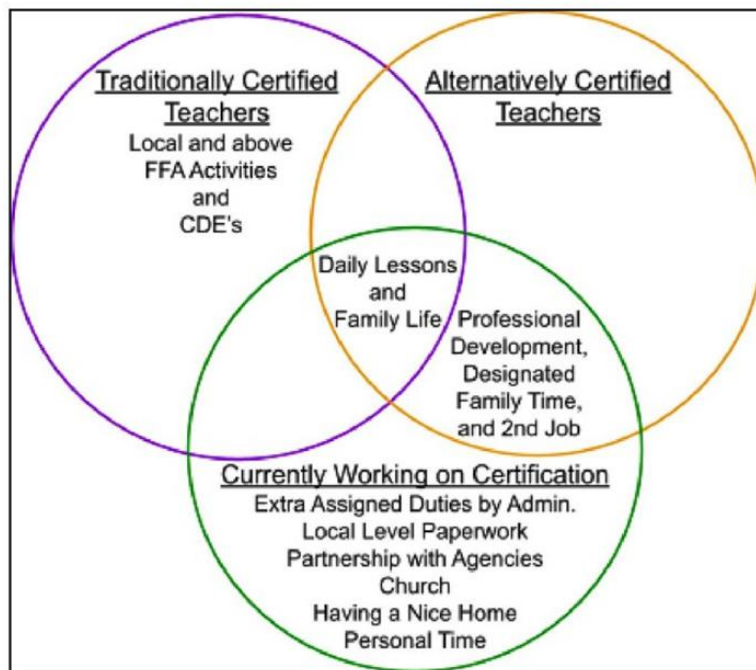 Traditionally Certified
Teachers
Local and above
FFA Activities
and
CDE's
Alternatively Certified
Teachers
Daily Lessons
and
Family Life
Professional
Development,
Designated
Family Time,
and 2nd Job
Currently Working on Certification
Extra Assigned Duties by Admin.
Local Level Paperwork
Partnership with Agencies
Church
Having a Nice Home
Personal Time